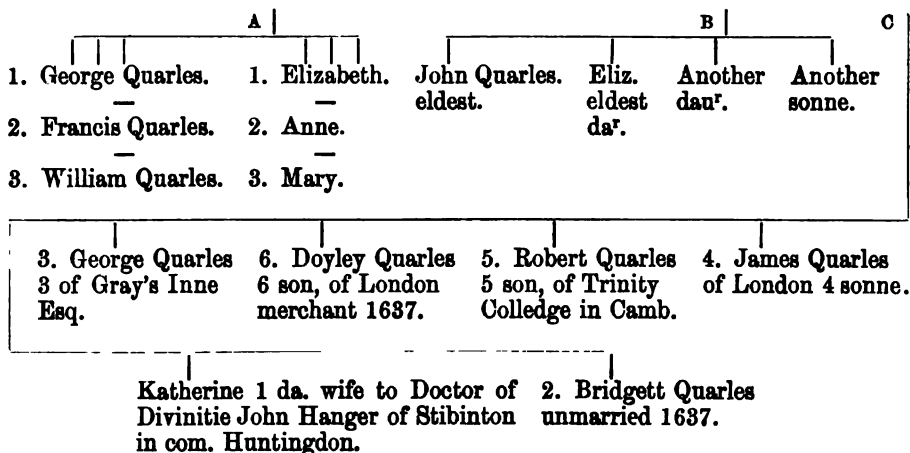 A B C
1. George Quarles. 1. Elizabeth. John Quarles. Eliz. Another Another
eldest. eldest dauʳ. sonne.
2. Francis Quarles. 2. Anne. daʳ.
3. William Quarles. 3. Mary.
3. George Quarles 6. Doyley Quarles 5. Robert Quarles 4. James Quarles
3 of Gray's Inne 6 son, of London 5 son, of Trinity of London 4 sonne.
Esq. merchant 1637. Colledge in Camb.
Katherine 1 da. wife to Doctor of 2. Bridgett Quarles
Divinitie John Hanger of Stibinton unmarried 1637.
in com. Huntingdon.